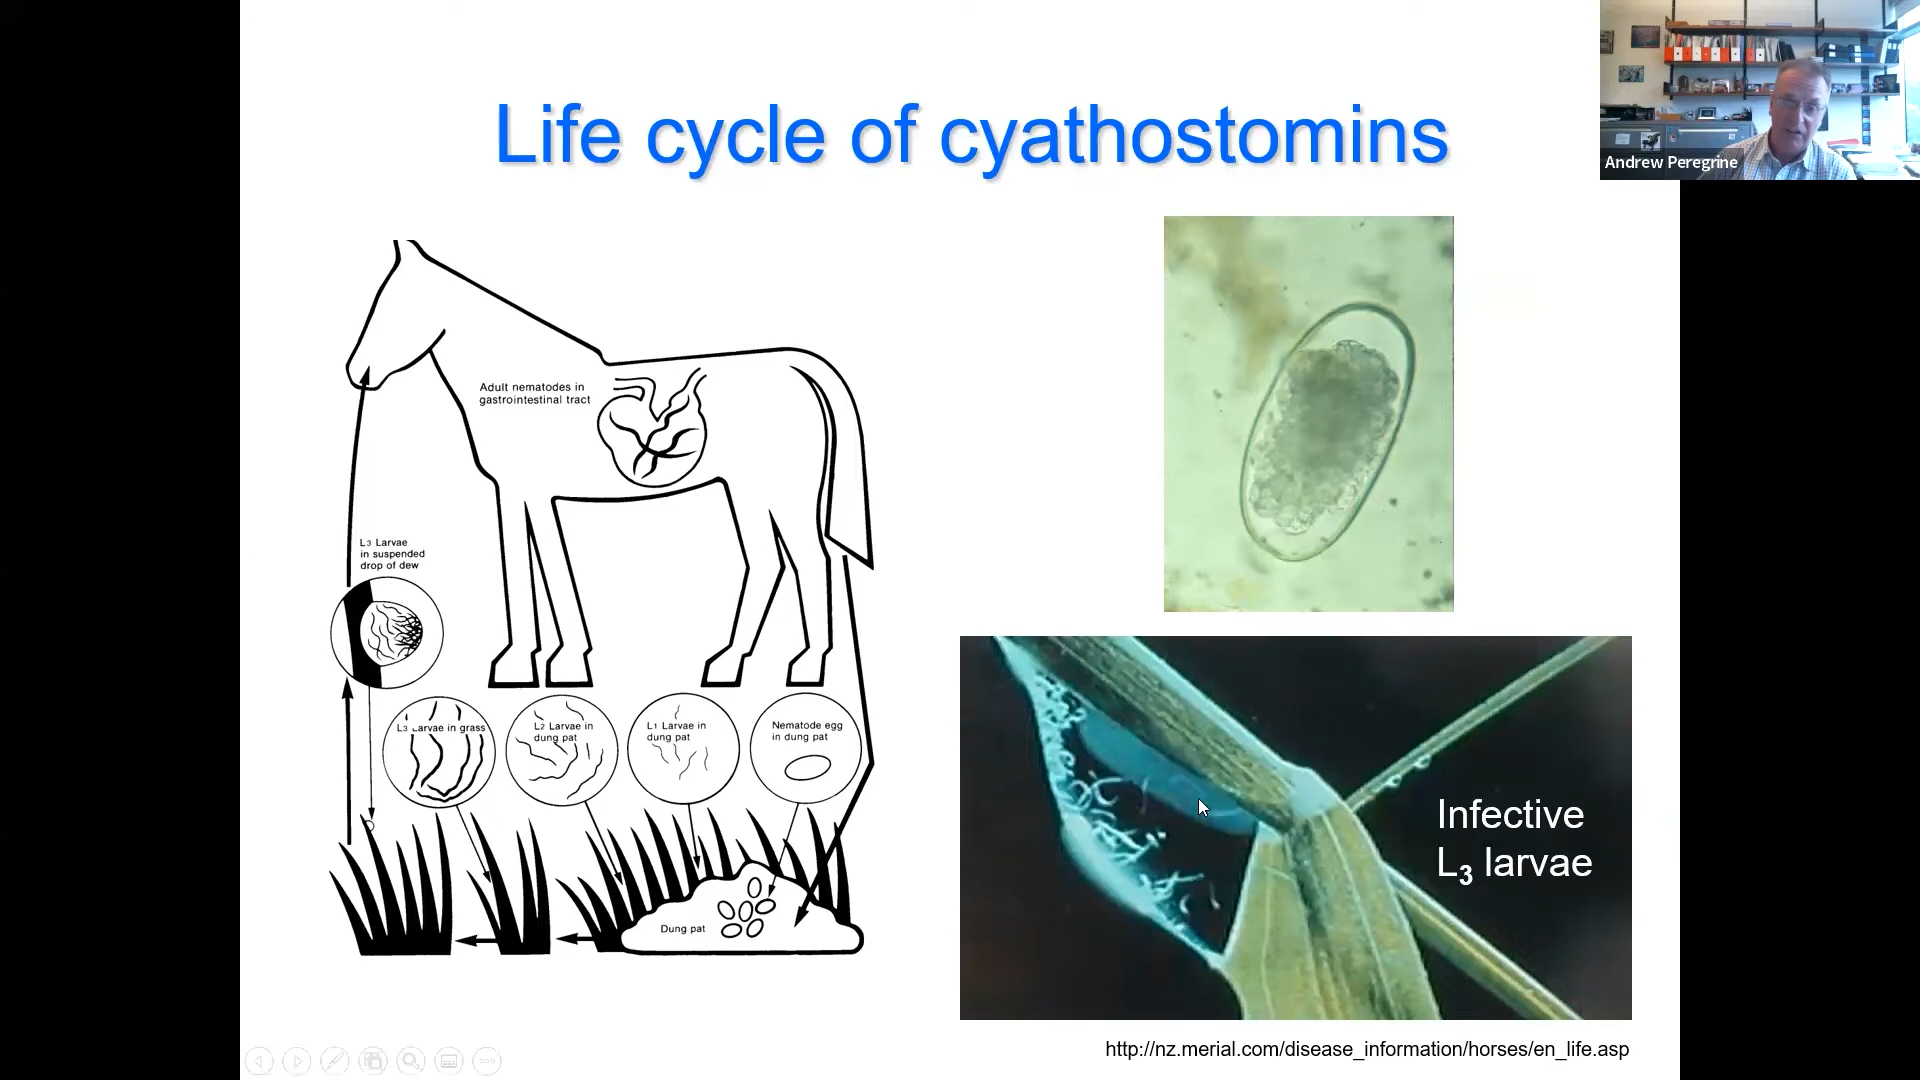 Life cycle of cyathostomins
Andrew Peregrine
Adult nematodes in
gastrointestinal tract
L3 Larvae
in suspended
drop of dew
L3 Larvae in grass
L2 Larvae in
dung pat
L1 Larvae in
dung pat
Nematode egg
in dung pat
Dung pat
Infective
L3 larvae
http://nz.merial.com/disease_information/horses/en_life.asp